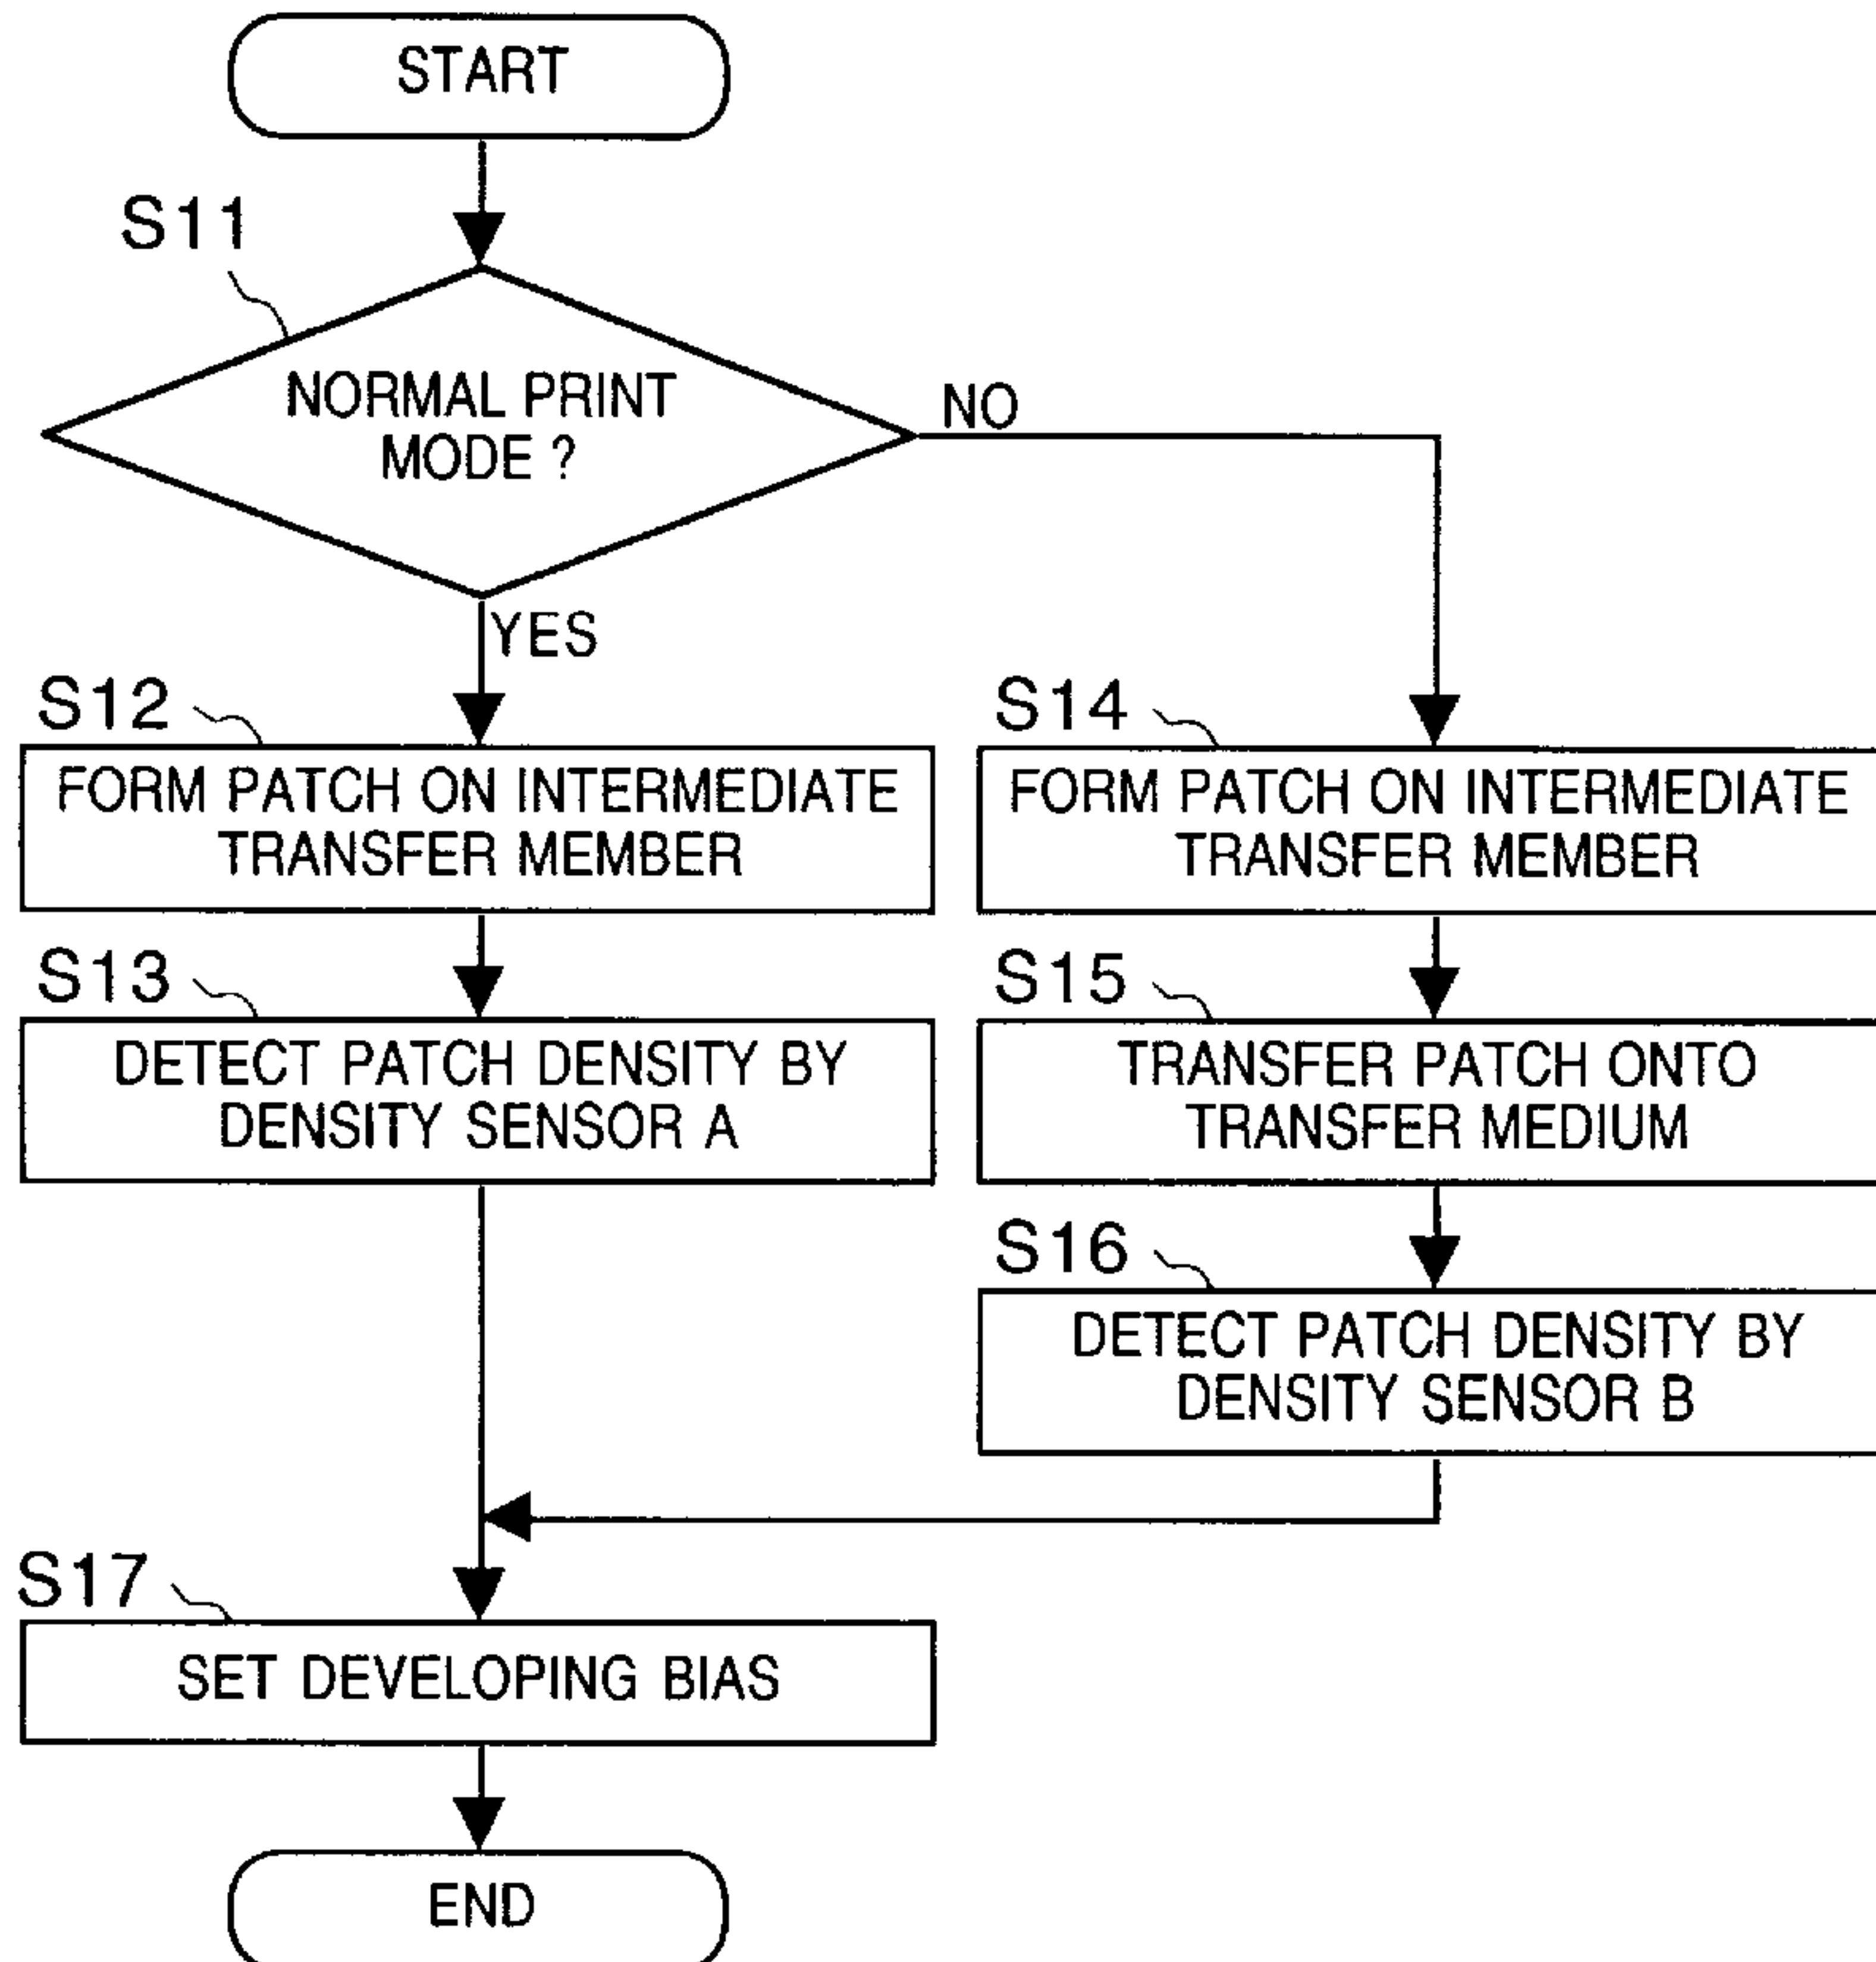 START
S11
NORMAL PRINT
MODE ?
NO
YES
S12
FORM PATCH ON INTERMEDIATE
TRANSFER MEMBER
S13
DETECT PATCH DENSITY BY
DENSITY SENSOR A
S14
FORM PATCH ON INTERMEDIATE
TRANSFER MEMBER
S15
TRANSFER PATCH ONTO
TRANSFER MEDIUM
S16
DETECT PATCH DENSITY BY
DENSITY SENSOR B
S17
SET DEVELOPING BIAS
END